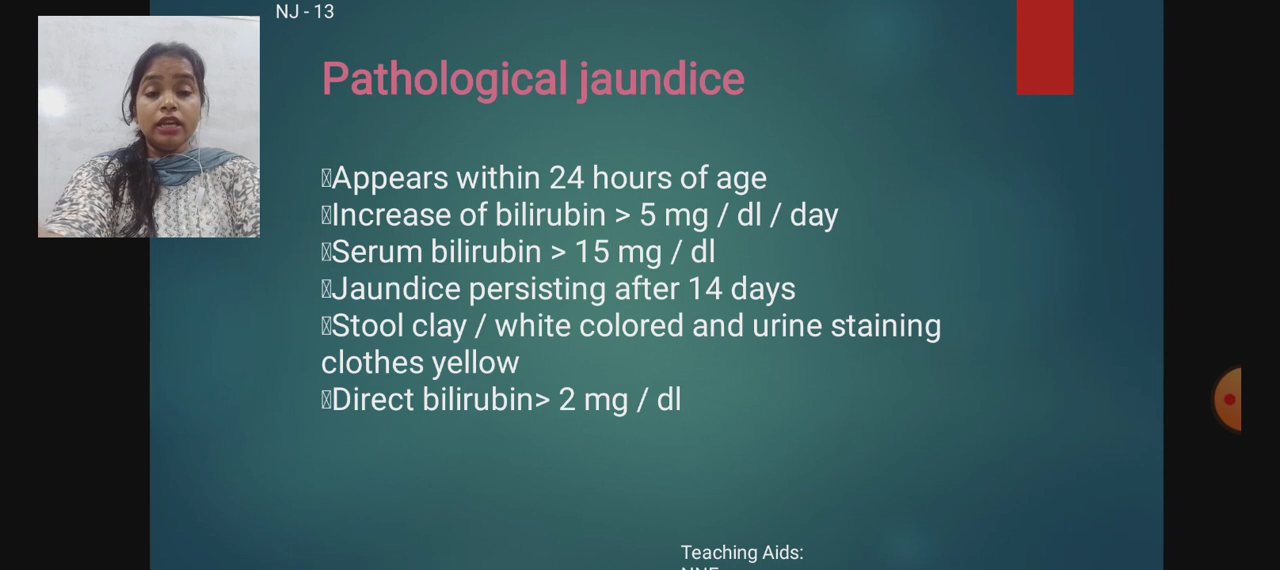 NJ - 13
Pathological jaundice
Appears within 24 hours of age
Increase of bilirubin > 5 mg / dl / day
Serum bilirubin > 15 mg / dl
Jaundice persisting after 14 days
Stool clay / white colored and urine staining
clothes yellow
Direct bilirubin> 2 mg / dl
Teaching Aids: